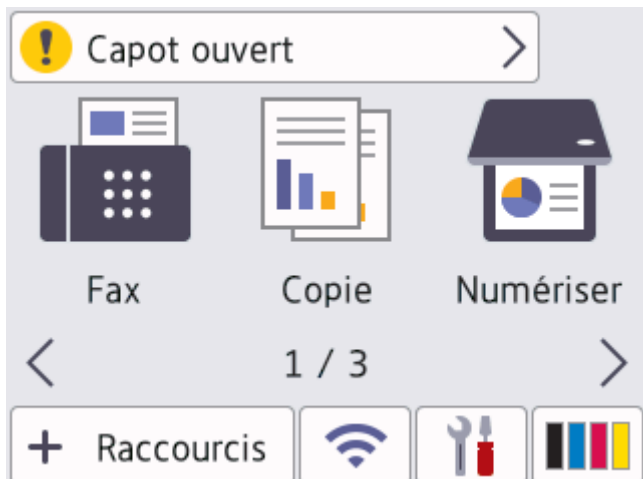 Capot ouvert
Fax
Copie
Numériser
1 / 3
+ Raccourcis